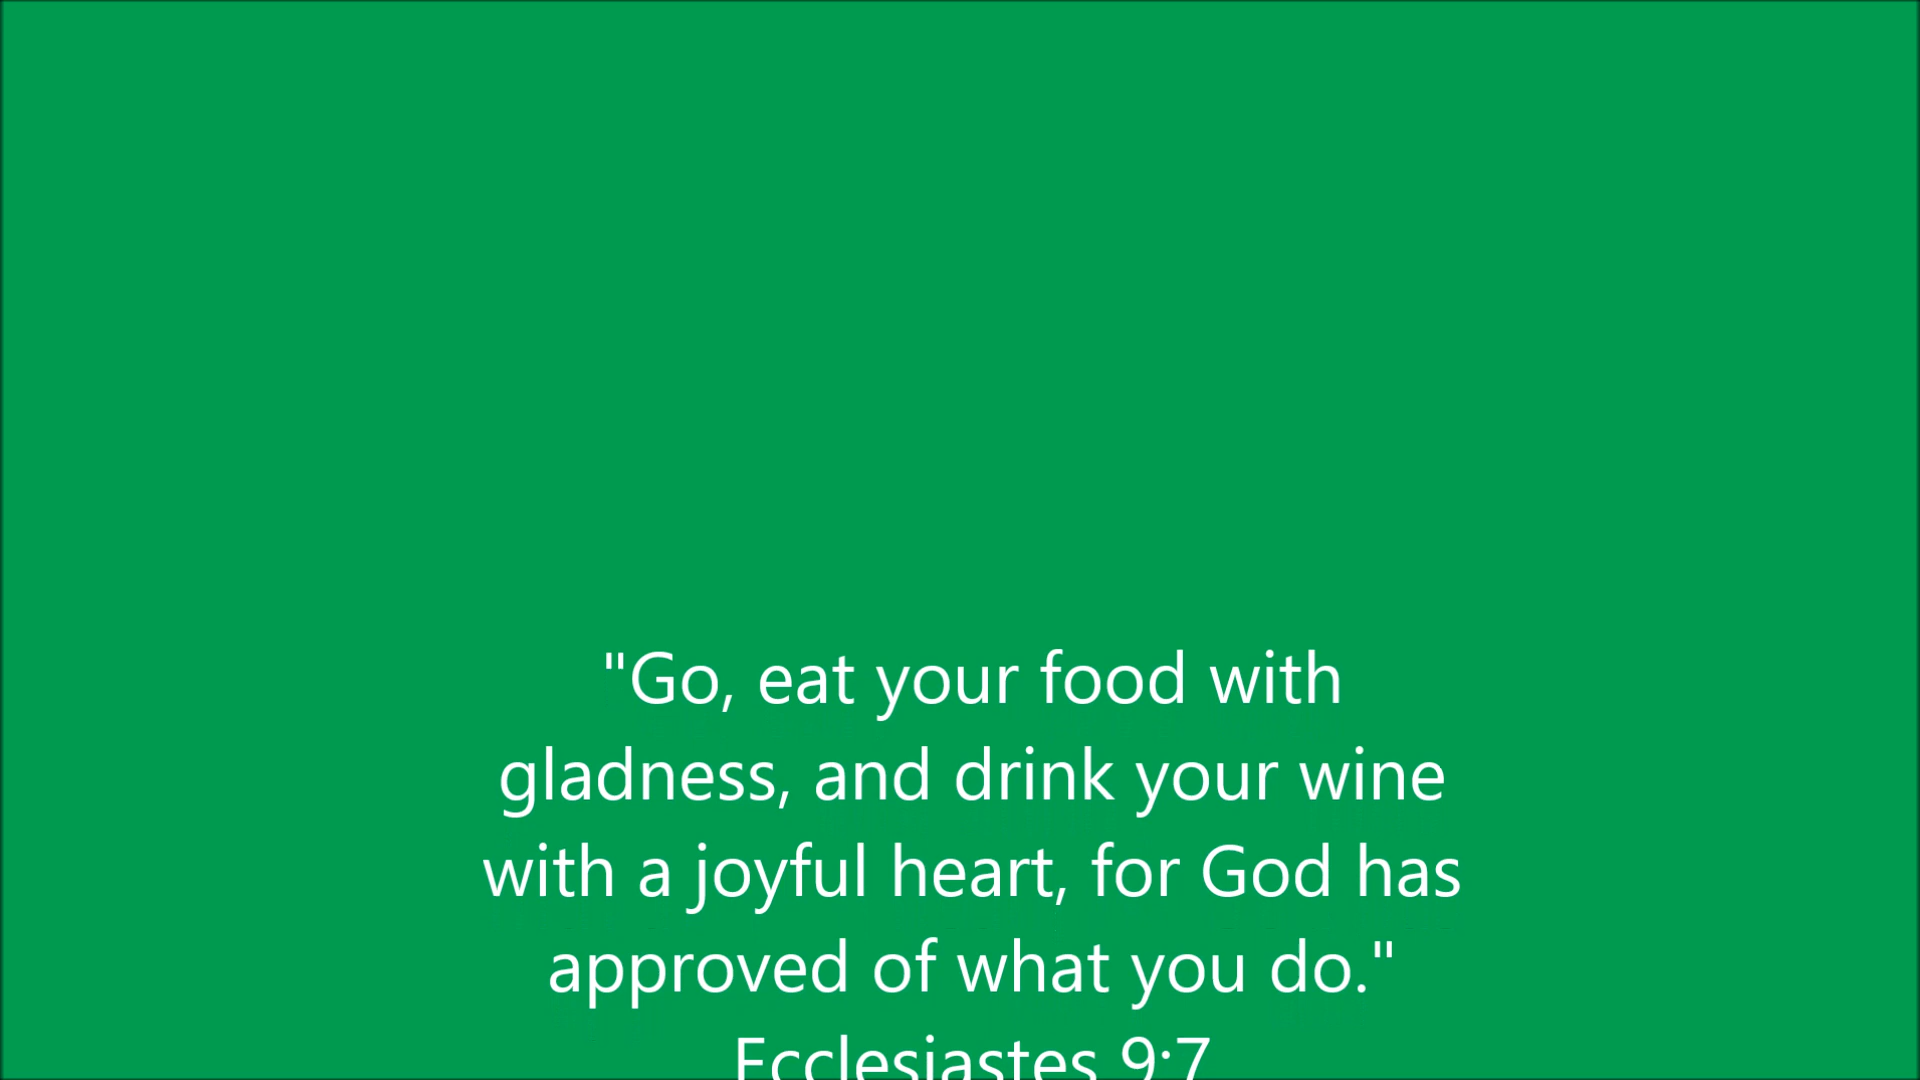 "Go, eat your food with
gladness, and drink your wine
with a joyful heart, for God has
approved of what you do."
Ecclesiastes 9:7